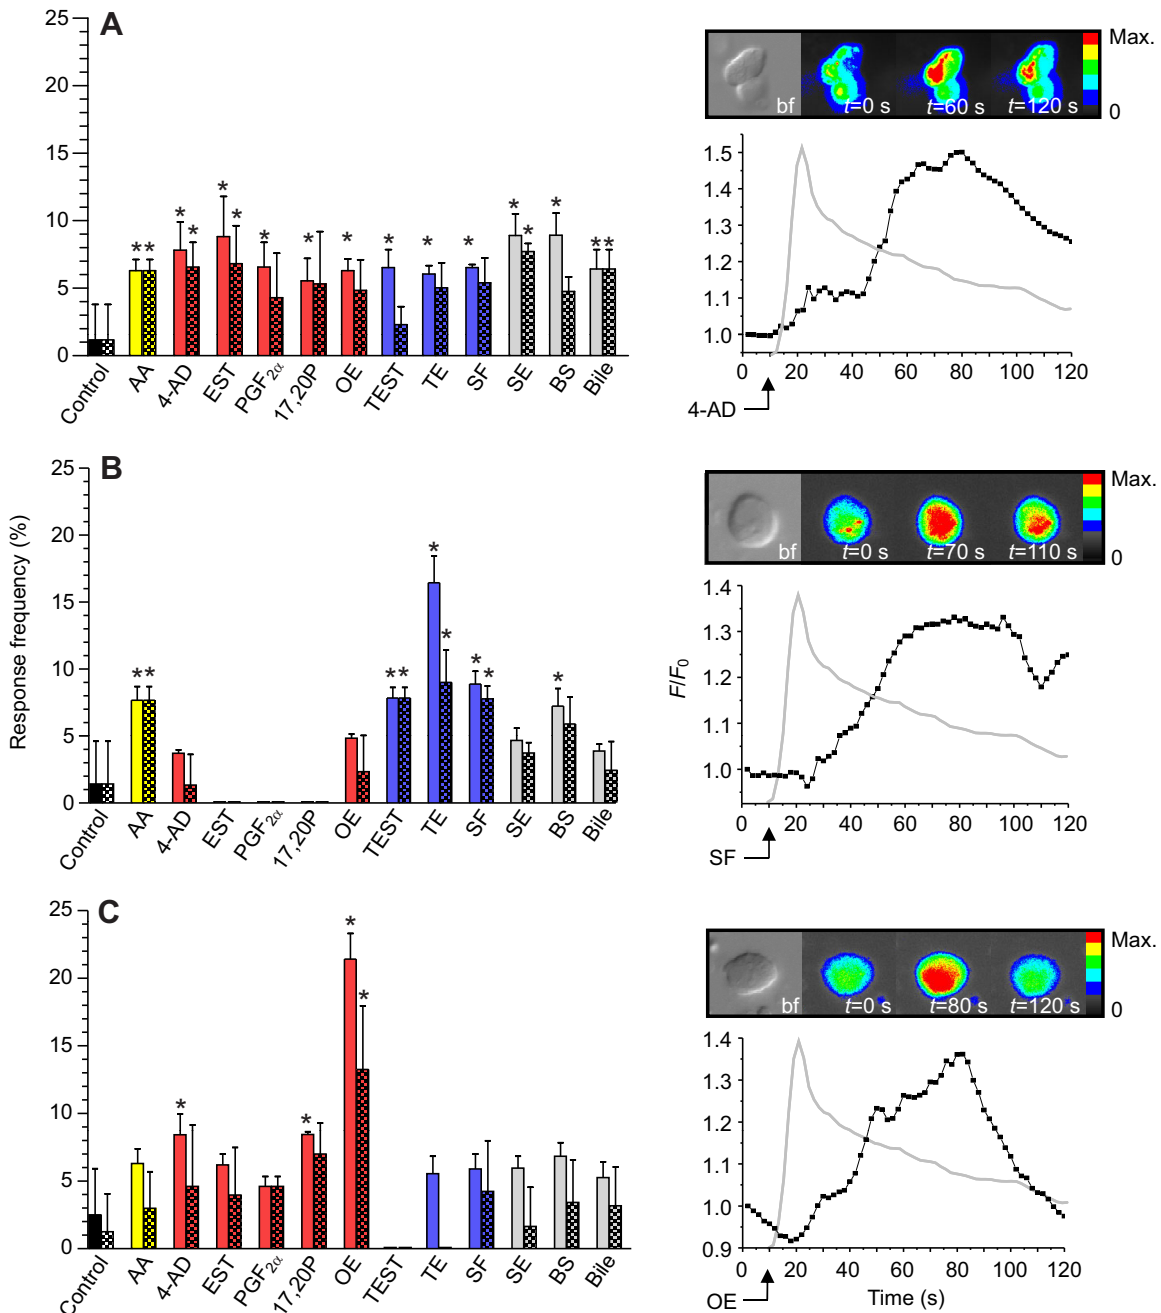 A
25
20
15
10
5
0
* * * * * * * * * * * * * * * * * *
Control AA 4-AD EST PGF2α 17,20P OE TEST TE SF SE BS Bile
bf t=0 s t=60 s t=120 s
Max.
0
1.5
1.4
1.3
1.2
1.1
1.0
0 20 40 60 80 100 120
4-AD
B
Response frequency (%)
25
20
15
10
5
0
* * * * * * * * *
Control AA 4-AD EST PGF2α 17,20P OE TEST TE SF SE BS Bile
bf t=0 s t=70 s t=110 s
Max.
0
F/F0
1.4
1.3
1.2
1.1
1.0
0 20 40 60 80 100 120
SF
C
25
20
15
10
5
0
* * * *
Control AA 4-AD EST PGF2α 17,20P OE TEST TE SF SE BS Bile
bf t=0 s t=80 s t=120 s
Max.
0
1.4
1.3
1.2
1.1
1.0
0.9
0 20 40 60 80 100 120
OE
Time (s)